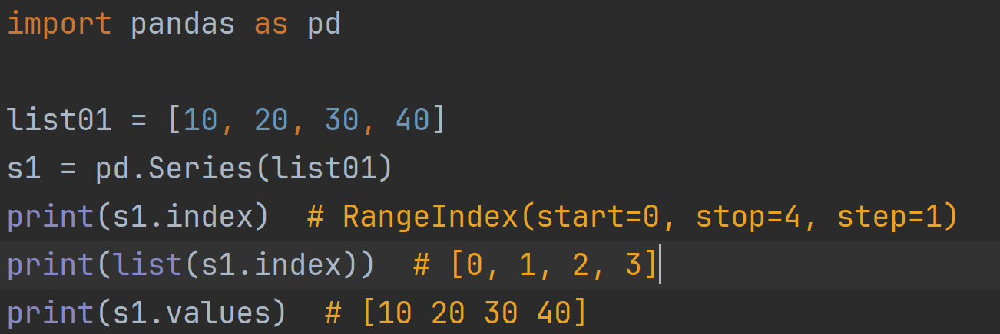 import pandas as pd
list01 = [10, 20, 30, 40]
s1 = pd.Series(list01)
print(s1.index)  # RangeIndex(start=0, stop=4, step=1)
print(list(s1.index))  # [0, 1, 2, 3]
print(s1.values)  # [10 20 30 40]